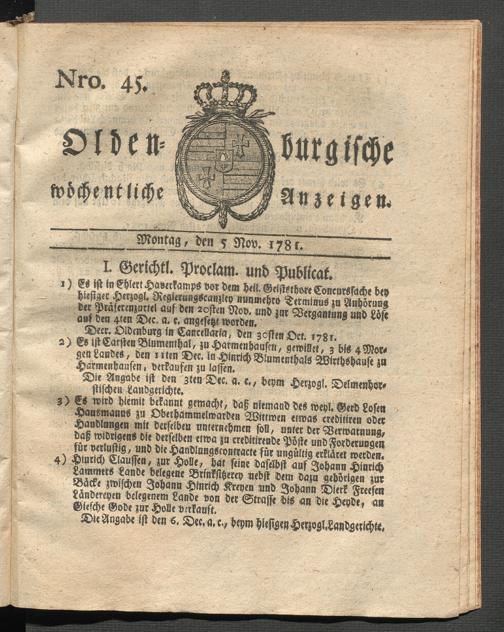 Nro. 45.
Olden-burgische
wöchentliche Anzeigen.
Montag, den 5 Nov. 1781.
I. Gerichtl. Proclam. und Publicat.
1) Es ist in Ehlert Haverkamps vor dem heil. Geistthore Concurssache bey
hiesiger Herzogl. Regierungscanzley nunmehro Terminus zu Anhörung
der Präferenzurtel auf den 20sten Nov. und zur Vergantung und Löse
auf den 4ten Dec. a. c. angesetzt worden.
Decr. Oldenburg in Cancellaria, den 30sten Oct. 1781.
2) Es ist Carsten Blumenthal, zu Harmenhausen, gewillet, 3 bis 4 Mor-
gen Landes, den 11ten Dec. in Hinrich Blumenthals Wirthshause zu
Harmenhausen, verkaufen zu lassen.
Die Angabe ist den 3ten Dec. a. c., beym Herzogl. Delmenhor-
stischen Landgerichte.
3) Es wird hiemit bekannt gemacht, daß niemand des weyl. Gerd Losen
Hausmanns zu Oberhammelwarden Wittwen etwas creditiren oder
Handlungen mit derselben unternehmen soll, unter der Verwarnung,
daß widrigens die derselben etwa zu creditirende Pöste und Forderungen
für verlustig, und die Handlungscontracte für ungültig erkläret werden.
4) Hinrich Claussen, zur Holle, hat seine daselbst auf Johann Hinrich
Lammers Lande belegene Brinksitzerey nebst dem dazu gehörigen zur
Bäcke zwischen Johann Hinrich Kreyen und Johann Dierk Freesen
Ländereyen belegenem Lande von der Strasse bis an die Heyde, an
Giesche Gode zur Holle verkauft.
Die Angabe ist den 6. Dec. a. c., beym hiesigen Herzogl. Landgerichte.